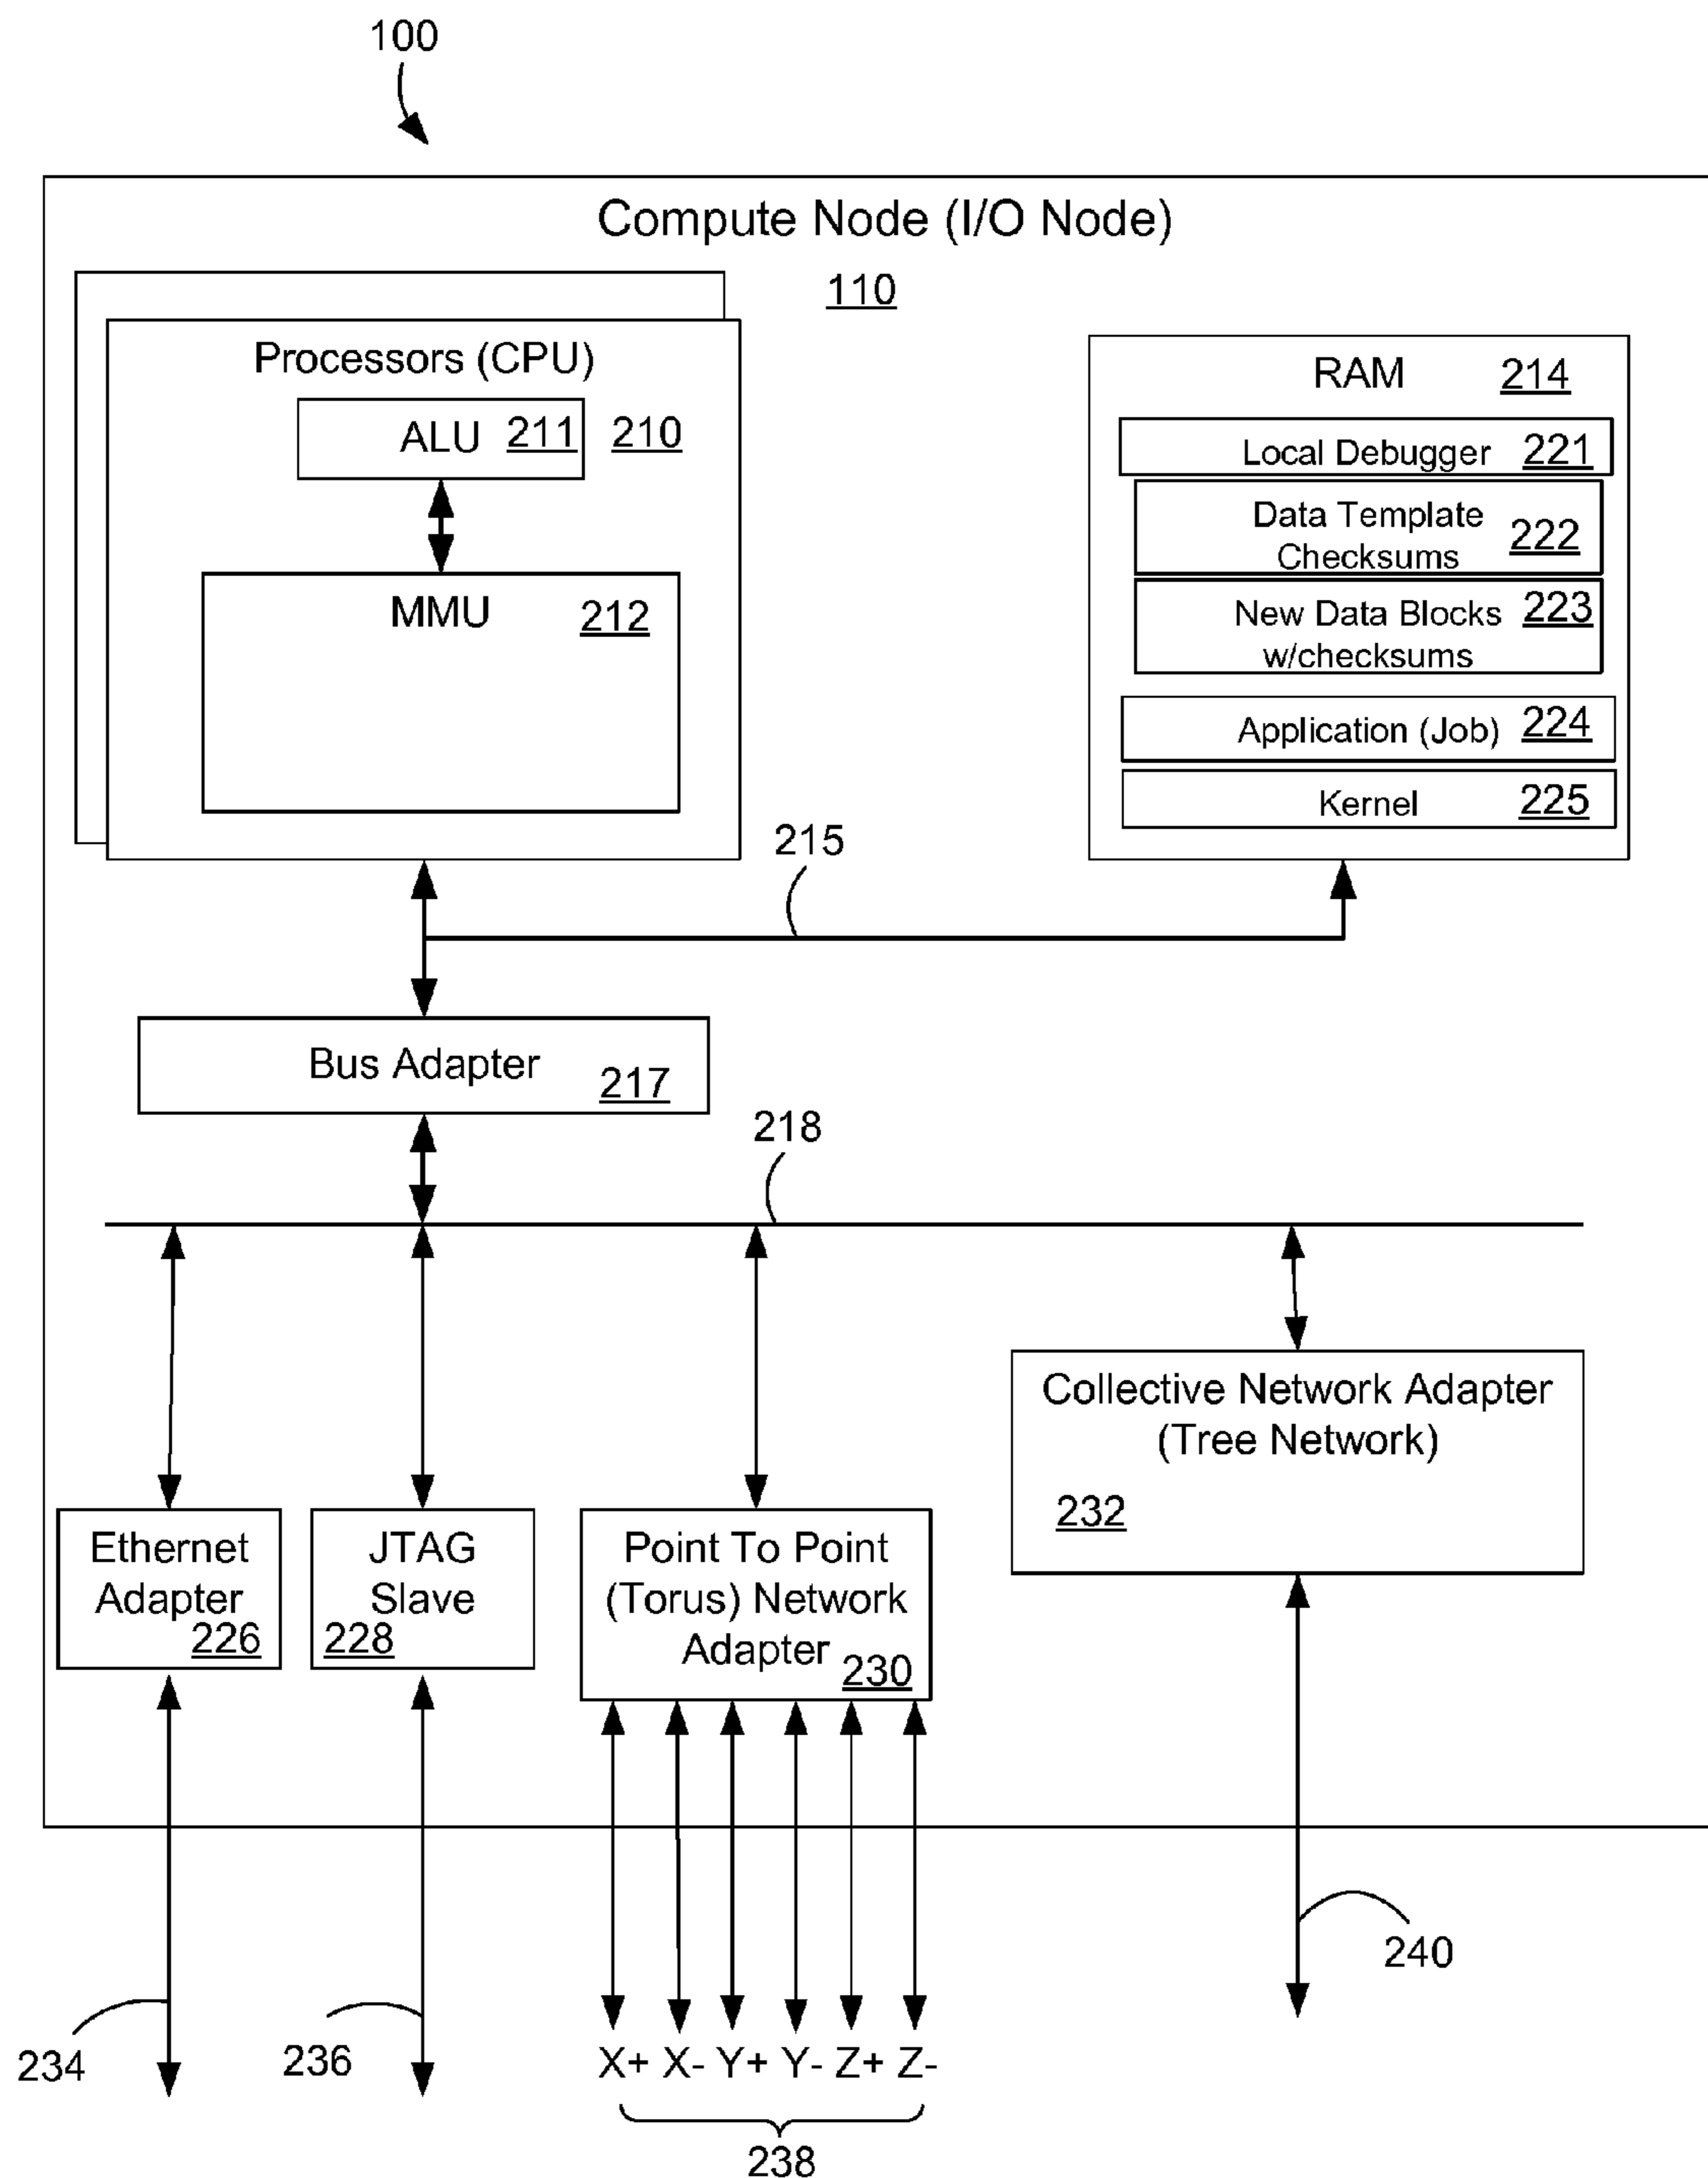 100
Compute Node (I/O Node)
110
Processors (CPU)
ALU 211 210
MMU 212
RAM 214
Local Debugger 221
Data Template
Checksums 222
New Data Blocks 223
w/checksums
Application (Job) 224
Kernel 225
215
Bus Adapter 217
218
Collective Network Adapter
(Tree Network)
232
Ethernet
Adapter
226
JTAG
Slave
228
Point To Point
(Torus) Network
Adapter 230
240
234
236
X+ X- Y+ Y- Z+ Z-
238